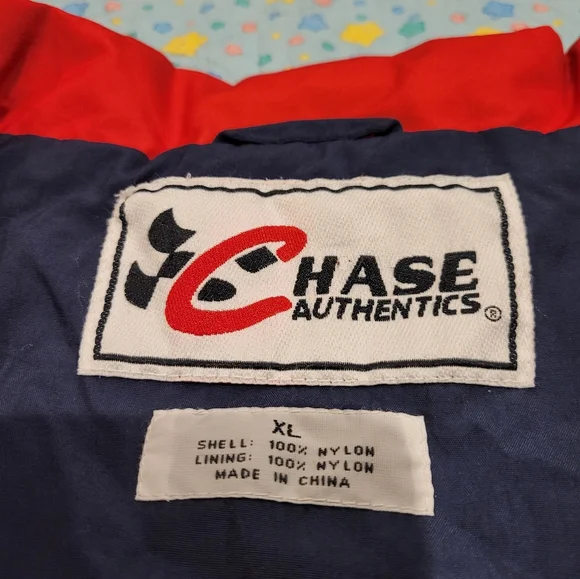 CHASE
AUTHENTICS®
XL
SHELL: 100% NYLON
LINING: 100% NYLON
MADE IN CHINA